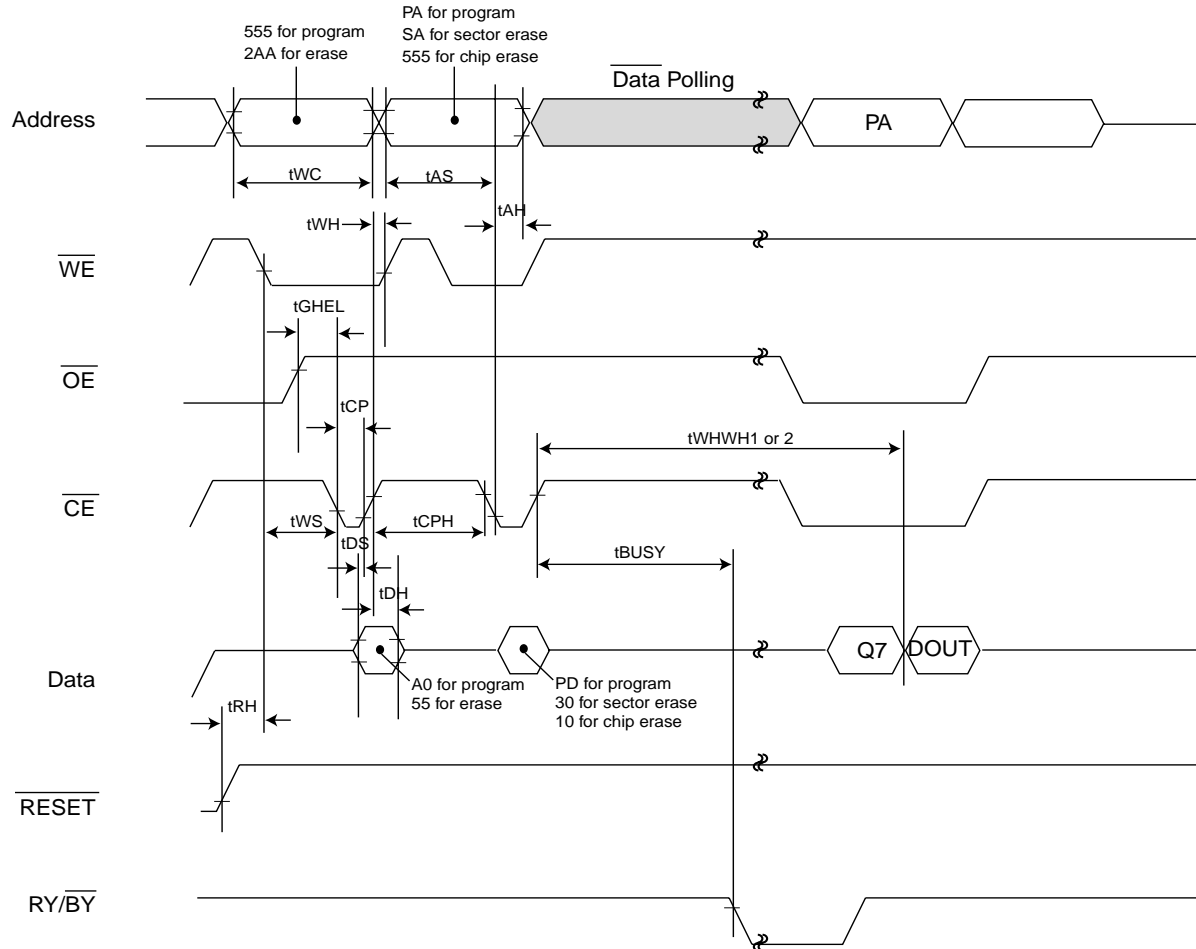 555 for program
2AA for erase
PA for program
SA for sector erase
555 for chip erase
Data Polling
Address
PA
tWC
tAS
tAH
tWH
WE
tGHEL
OE
tCP
tWHWH1 or 2
CE
tWS
tCPH
tDS
tBUSY
tDH
Q7
DOUT
Data
A0 for program
55 for erase
PD for program
30 for sector erase
10 for chip erase
tRH
RESET
RY/BY